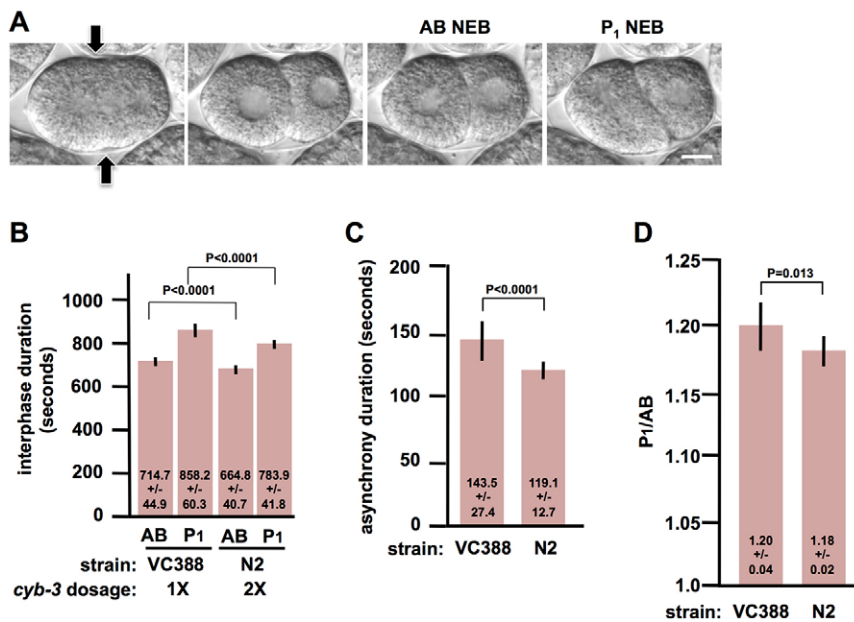 A
AB NEB
P1 NEB
B
P<0.0001
P<0.0001
interphase duration
(seconds)
1000
800
600
400
200
0
714.7
+/-
44.9
858.2
+/-
60.3
664.8
+/-
40.7
783.9
+/-
41.8
AB P1 AB P1
strain: VC388 N2
cyb-3 dosage: 1X 2X
C
asynchrony duration (seconds)
200
150
100
50
0
P<0.0001
143.5
+/-
27.4
119.1
+/-
12.7
strain: VC388 N2
D
P1/AB
1.25
1.20
1.15
1.10
1.05
1.0
P=0.013
1.20
+/-
0.04
1.18
+/-
0.02
strain: VC388 N2